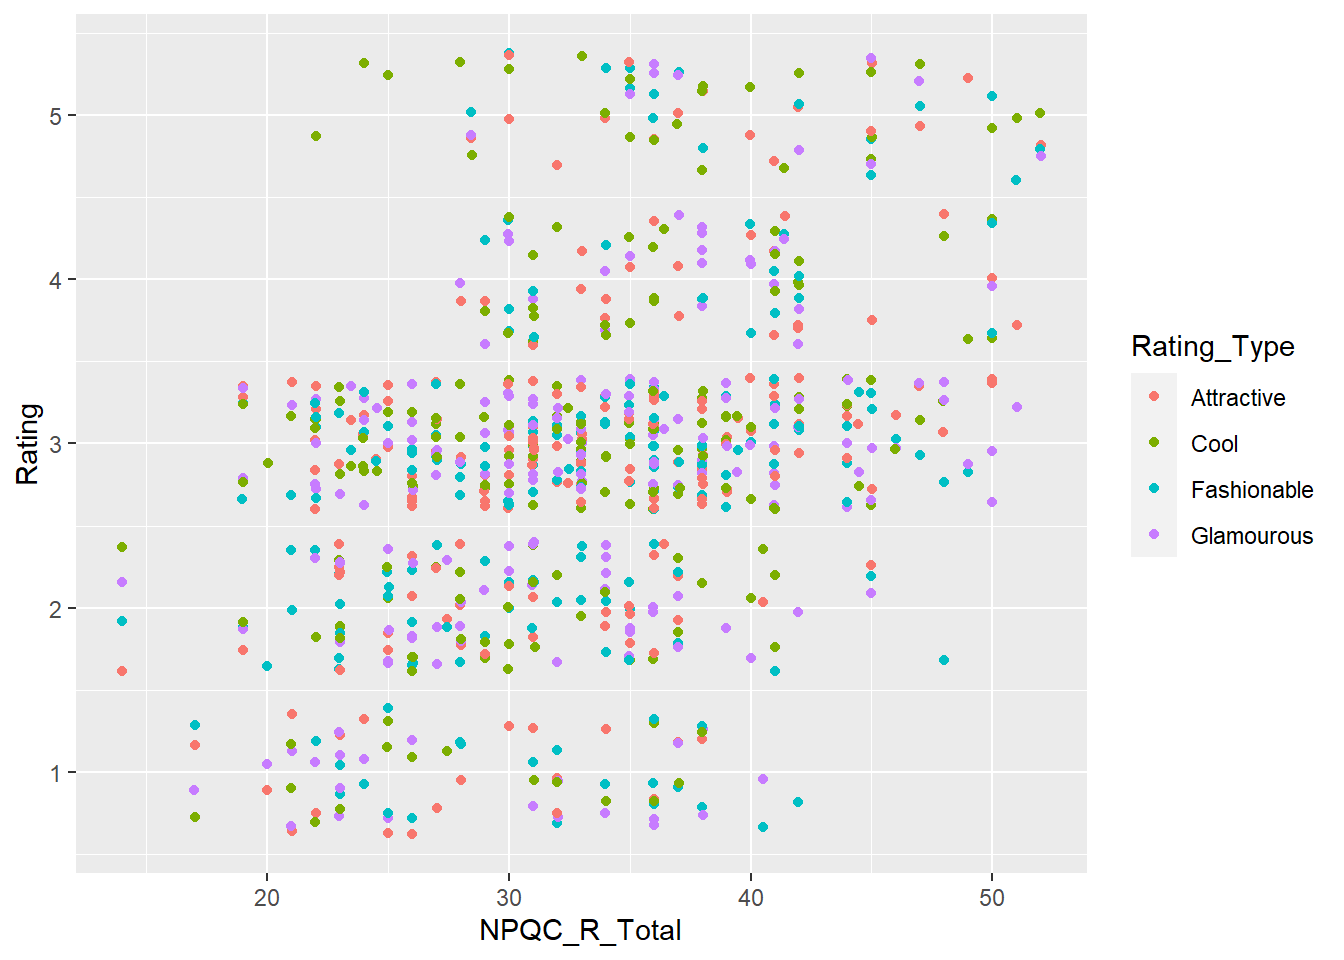 5
4
3
2
1
Rating
20 30 40 50
NPQC_R_Total
Rating_Type
Attractive
Cool
Fashionable
Glamourous